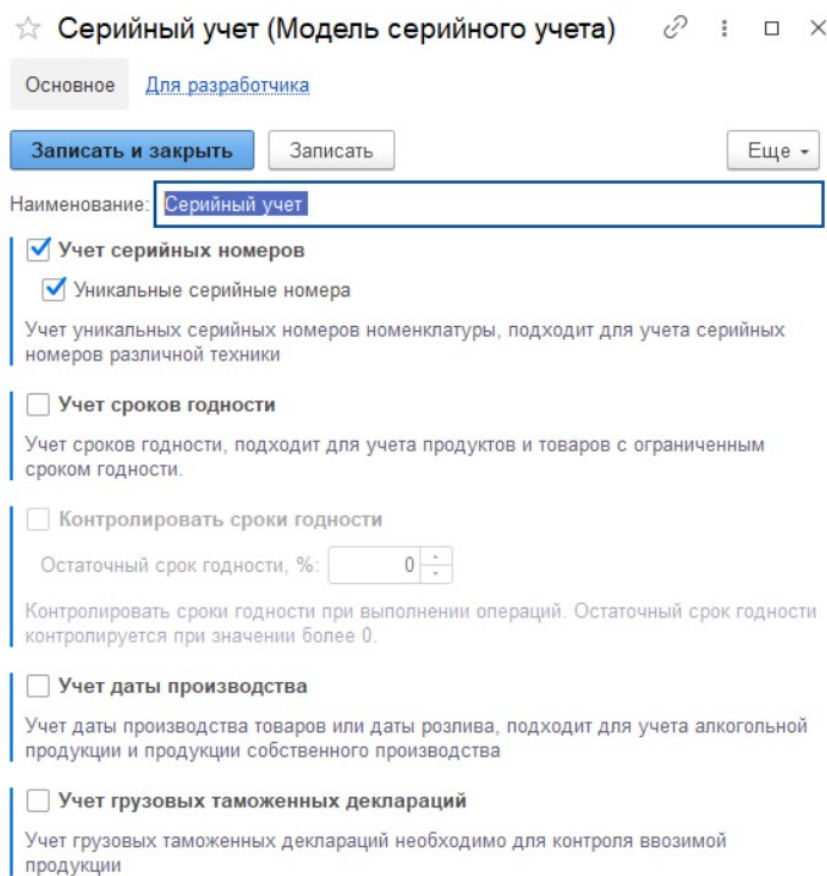 Серийный учет (Модель серийного учета)
Основное Для разработчика
Записать и закрыть Записать Еще
Наименование: Серийный учет
Учет серийных номеров
Уникальные серийные номера
Учет уникальных серийных номеров номенклатуры, подходит для учета серийных
номеров различной техники
Учет сроков годности
Учет сроков годности, подходит для учета продуктов и товаров с ограниченным
сроком годности.
Контролировать сроки годности
Остаточный срок годности, %: 0
Контролировать сроки годности при выполнении операций. Остаточный срок годности
контролируется при значении более 0.
Учет даты производства
Учет даты производства товаров или даты розлива, подходит для учета алкогольной
продукции и продукции собственного производства
Учет грузовых таможенных деклараций
Учет грузовых таможенных деклараций необходимо для контроля ввозимой
продукции